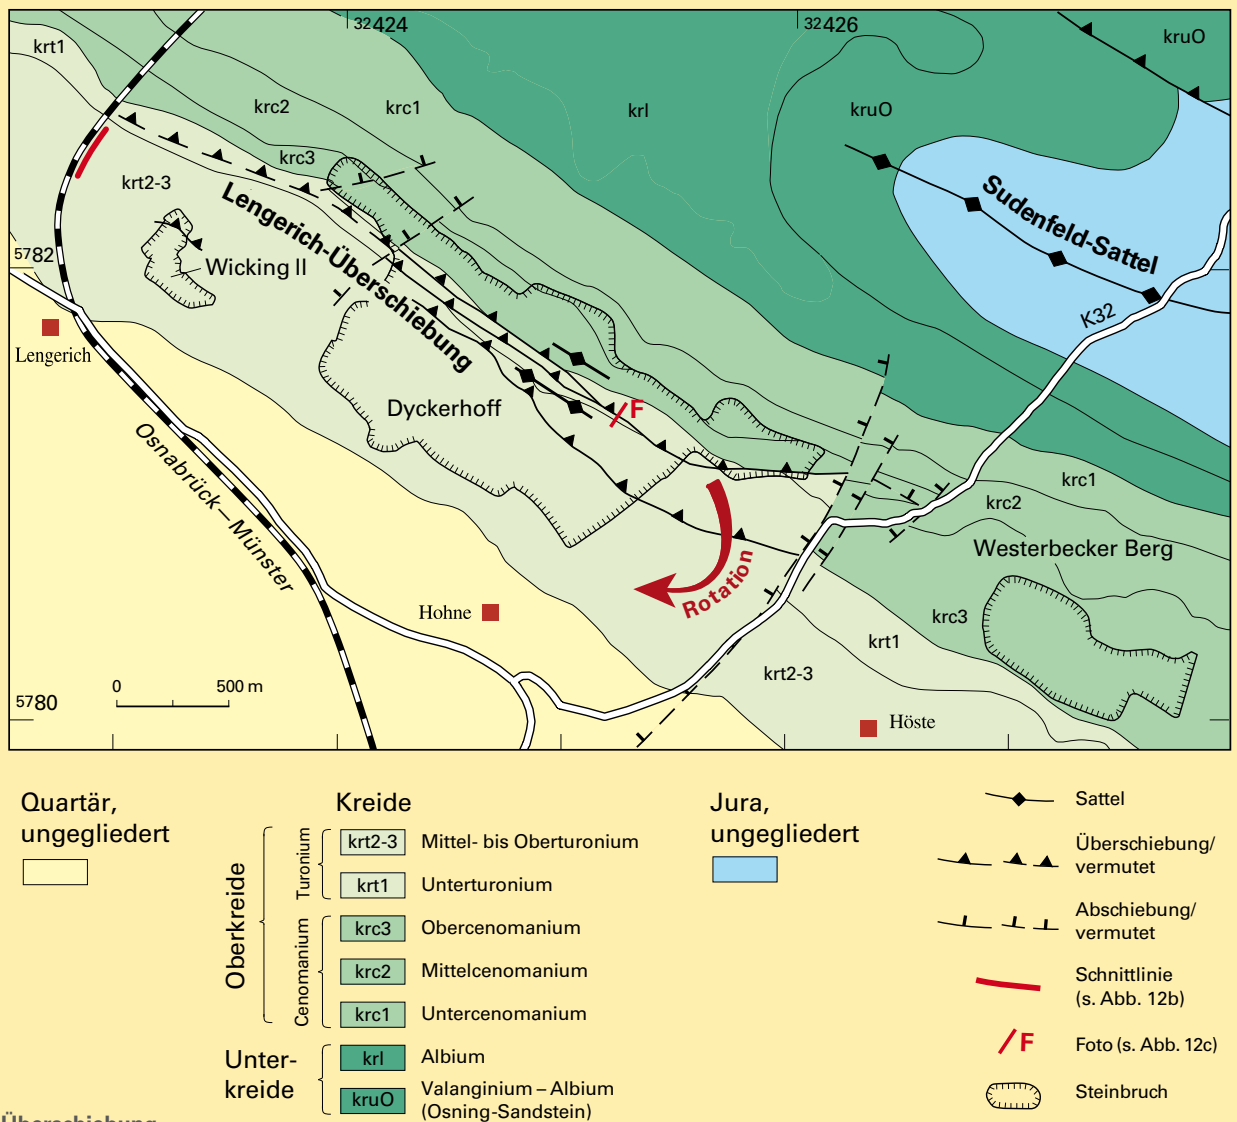 32424
32426
krt1
krc2
krc1
krl
kruO
kruO
krc3
krt2-3
Lengerich-Überschiebung
Sudenfeld-Sattel
5782
Wicking II
K32
Lengerich
Dyckerhoff
F
Osnabrück – Münster
krc1
krc2
Westerbecker Berg
Rotation
Hohne
krc3
krt1
krt2-3
0 500 m
5780
Höste
Quartär,
ungegliedert
Kreide
Oberkreide
Turonium
krt2-3 Mittel- bis Oberturonium
krt1 Unterturonium
Cenomanium
krc3 Obercenomanium
krc2 Mittelcenomanium
krc1 Untercenomanium
Unter-
kreide
krl Albium
kruO Valanginium – Albium
(Osning-Sandstein)
Jura,
ungegliedert
Sattel
Überschiebung/
vermutet
Abschiebung/
vermutet
Schnittlinie
(s. Abb. 12b)
F Foto (s. Abb. 12c)
Steinbruch
Überschiebung